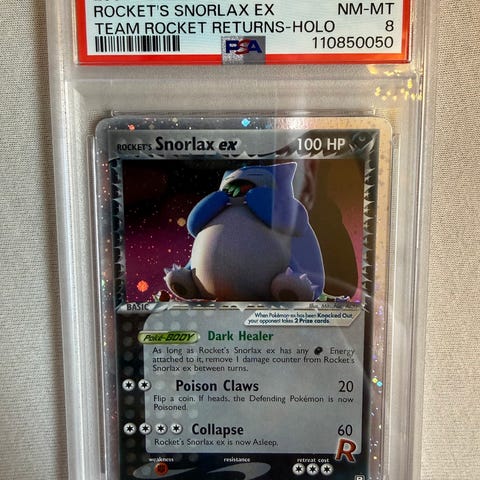 ROCKET'S SNORLAX EX NM-MT
TEAM ROCKET RETURNS-HOLO 8
PSA 110850050
ROCKET'S Snorlax ex 100 HP
BASIC
When Pokémon-ex has been Knocked Out,
your opponent takes 2 Prize cards.
Poké-BODY Dark Healer
As long as Rocket's Snorlax ex has any Energy
attached to it, remove 1 damage counter from Rocket's
Snorlax ex between turns.
Poison Claws 20
Flip a coin. If heads, the Defending Pokémon is now
Poisoned.
Collapse 60
Rocket's Snorlax ex is now Asleep.
R
weakness resistance retreat cost